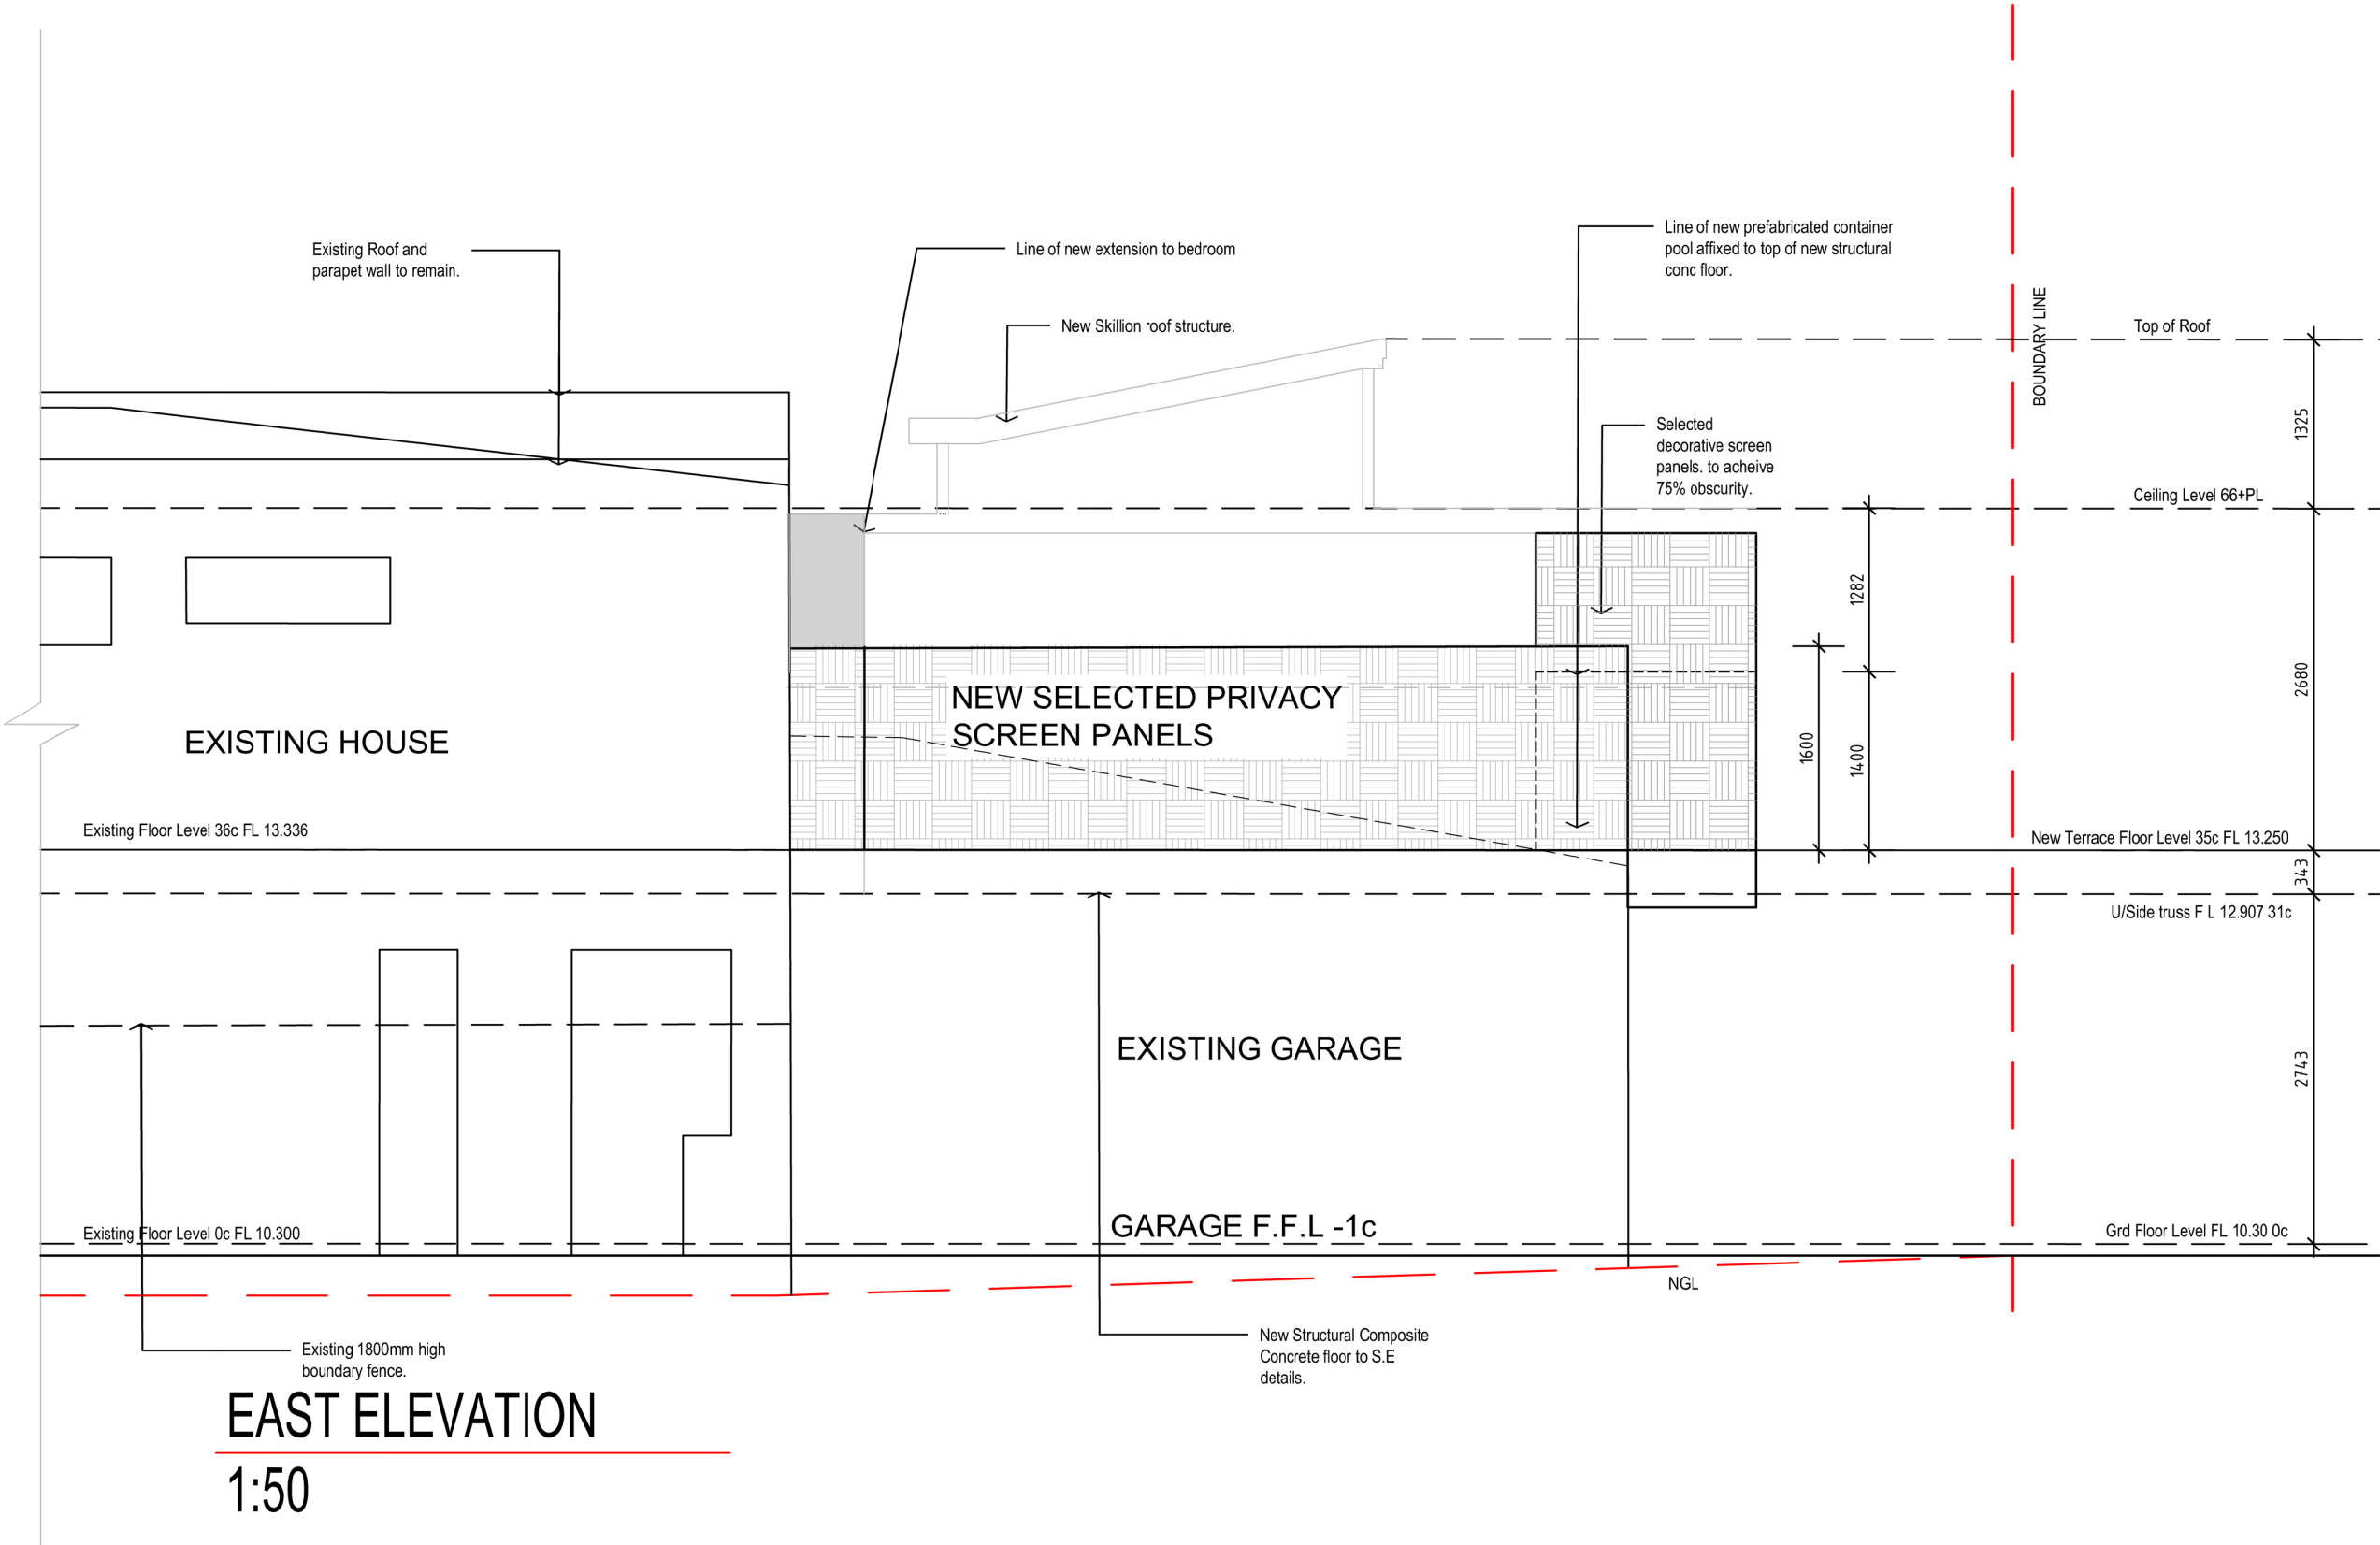 Existing Roof and
parapet wall to remain.
Line of new extension to bedroom
New Skillion roof structure.
Line of new prefabricated container
pool affixed to top of new structural
conc floor.
BOUNDARY LINE
Top of Roof
1325
Selected
decorative screen
panels. to acheive
75% obscurity.
Ceiling Level 66+PL
1282
2680
NEW SELECTED PRIVACY
SCREEN PANELS
EXISTING HOUSE
1600
1400
Existing Floor Level 36c FL 13.336
New Terrace Floor Level 35c FL 13.250
343
U/Side truss F L 12.907 31c
EXISTING GARAGE
2743
GARAGE F.F.L -1c
Existing Floor Level 0c FL 10.300
Grd Floor Level FL 10.30 0c
NGL
Existing 1800mm high
boundary fence.
New Structural Composite
Concrete floor to S.E
details.
EAST ELEVATION
1:50